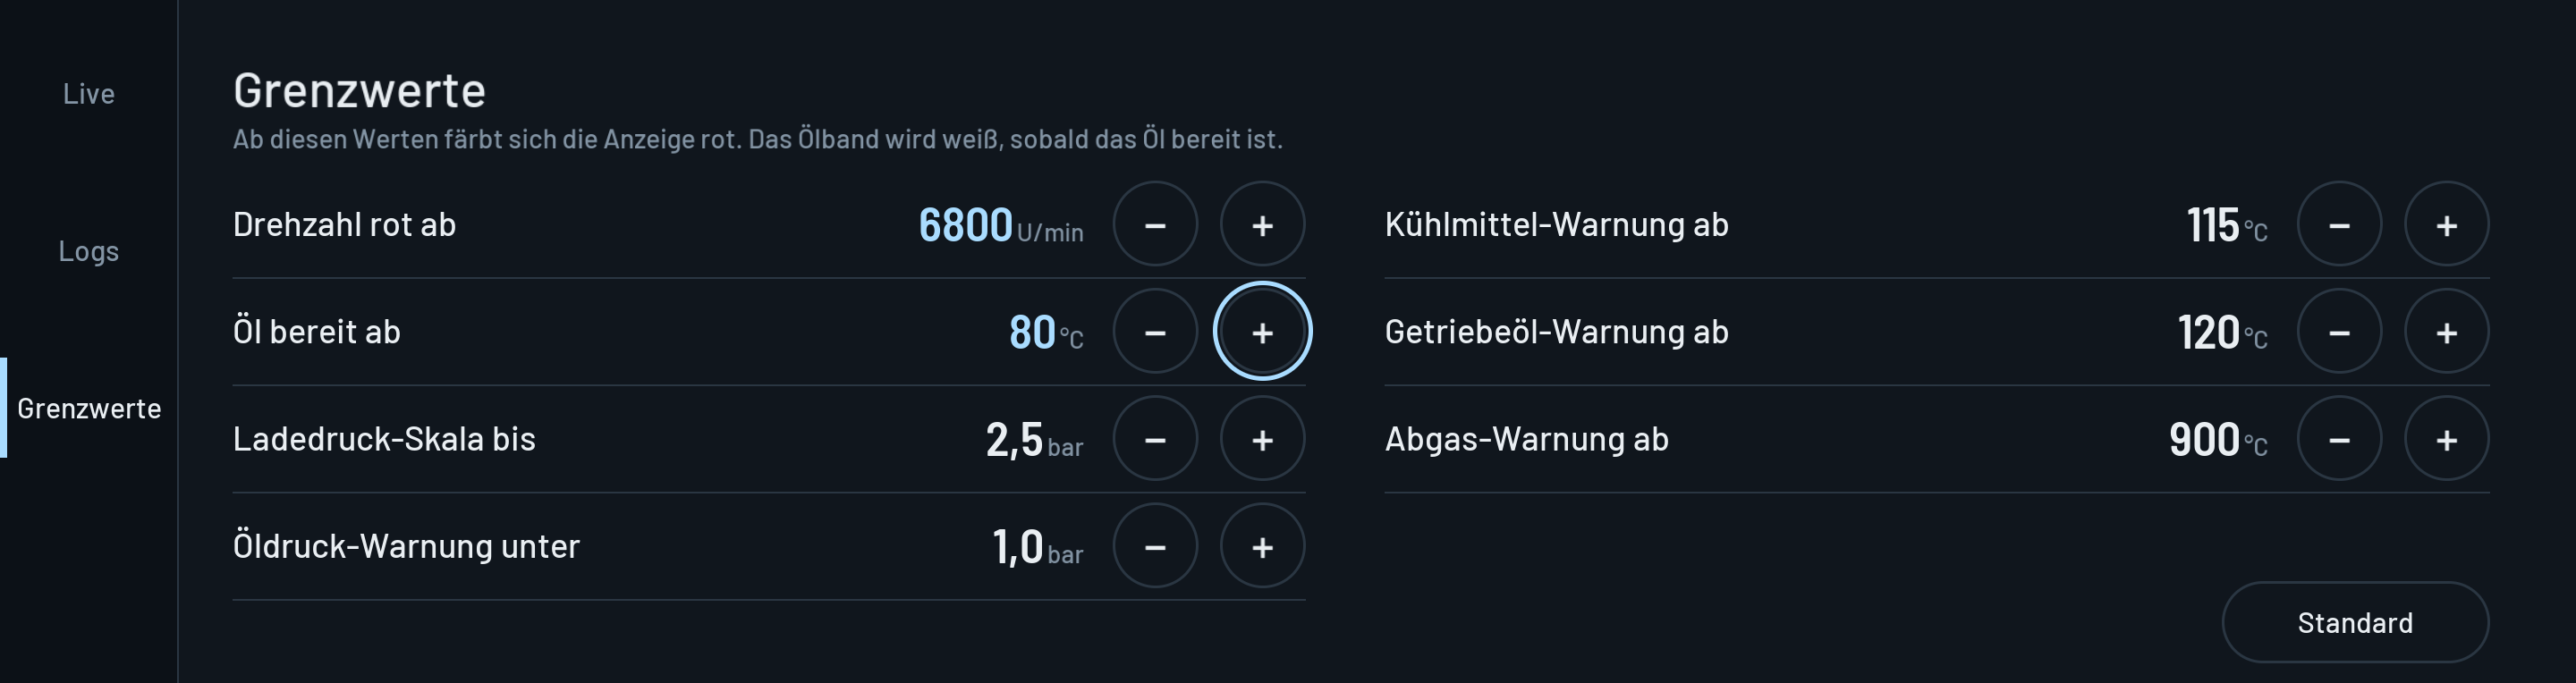 Live
Logs
Grenzwerte
Grenzwerte
Ab diesen Werten färbt sich die Anzeige rot. Das Ölband wird weiß, sobald das Öl bereit ist.
Drehzahl rot ab 6800 U/min − +
Öl bereit ab 80 °C − +
Ladedruck-Skala bis 2,5 bar − +
Öldruck-Warnung unter 1,0 bar − +
Kühlmittel-Warnung ab 115 °C − +
Getriebeöl-Warnung ab 120 °C − +
Abgas-Warnung ab 900 °C − +
Standard